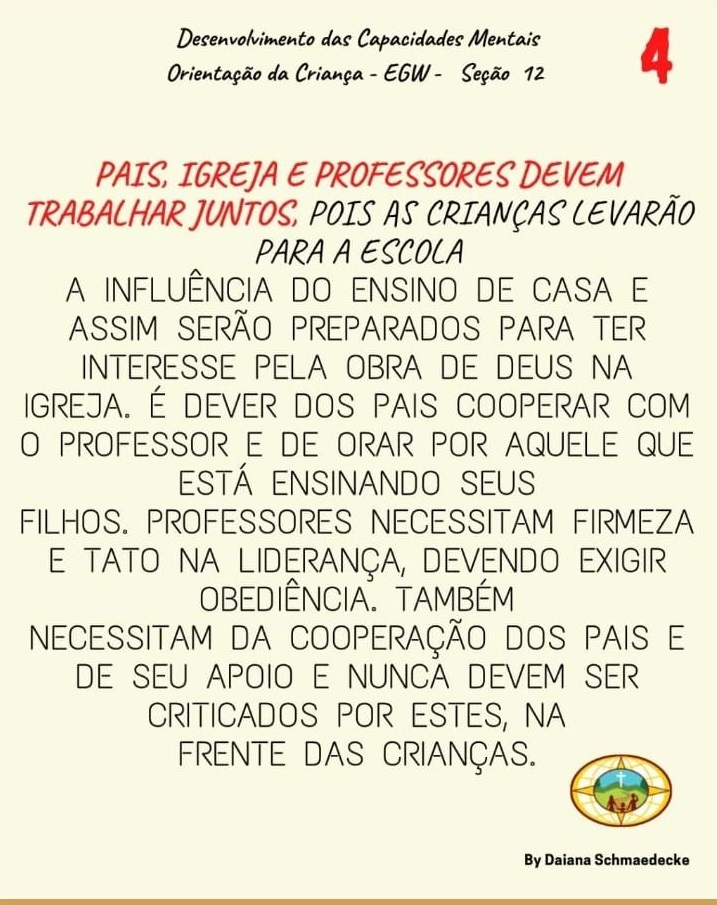 Desenvolvimento das Capacidades Mentais
Orientação da Criança - EGW - Seção 12
4
PAIS, IGREJA E PROFESSORES DEVEM
TRABALHAR JUNTOS, POIS AS CRIANÇAS LEVARÃO
PARA A ESCOLA
A INFLUÊNCIA DO ENSINO DE CASA E
ASSIM SERÃO PREPARADOS PARA TER
INTERESSE PELA OBRA DE DEUS NA
IGREJA. É DEVER DOS PAIS COOPERAR COM
O PROFESSOR E DE ORAR POR AQUELE QUE
ESTÁ ENSINANDO SEUS
FILHOS. PROFESSORES NECESSITAM FIRMEZA
E TATO NA LIDERANÇA, DEVENDO EXIGIR
OBEDIÊNCIA. TAMBÉM
NECESSITAM DA COOPERAÇÃO DOS PAIS E
DE SEU APOIO E NUNCA DEVEM SER
CRITICADOS POR ESTES, NA
FRENTE DAS CRIANÇAS.
By Daiana Schmaedecke